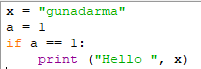 x = "gunadarma"
a = 1
if a == 1:
    print ("Hello ", x)